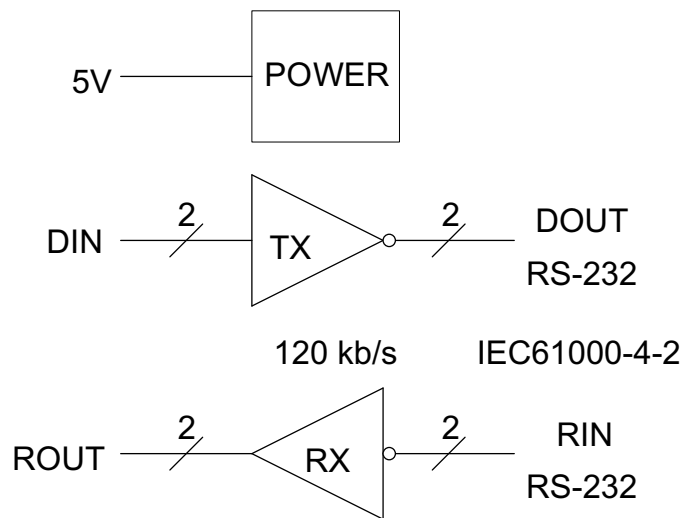 POWER
5V
2
2
DOUT
DIN
TX
RS-232
120 kb/s
IEC61000-4-2
2
2
RIN
ROUT
RX
RS-232